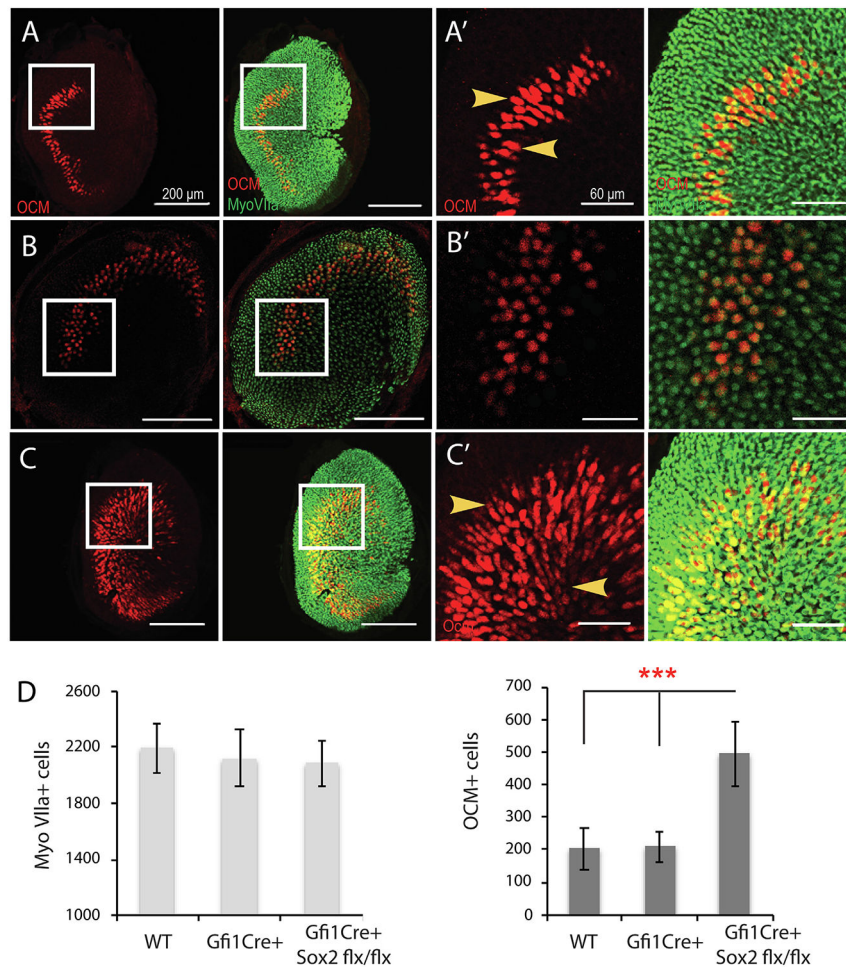 A
OCM
200 µm
OCM
MyoVIIa
A'
OCM
60 µm
OCM
MyoVIIa
B
B'
C
C'
Ocm
D
Myo VIIa+ cells
2600
2200
1800
1400
1000
WT
Gfi1Cre+
Gfi1Cre+
Sox2 flx/flx
***
OCM+ cells
700
600
500
400
300
200
100
0
WT
Gfi1Cre+
Gfi1Cre+
Sox2 flx/flx